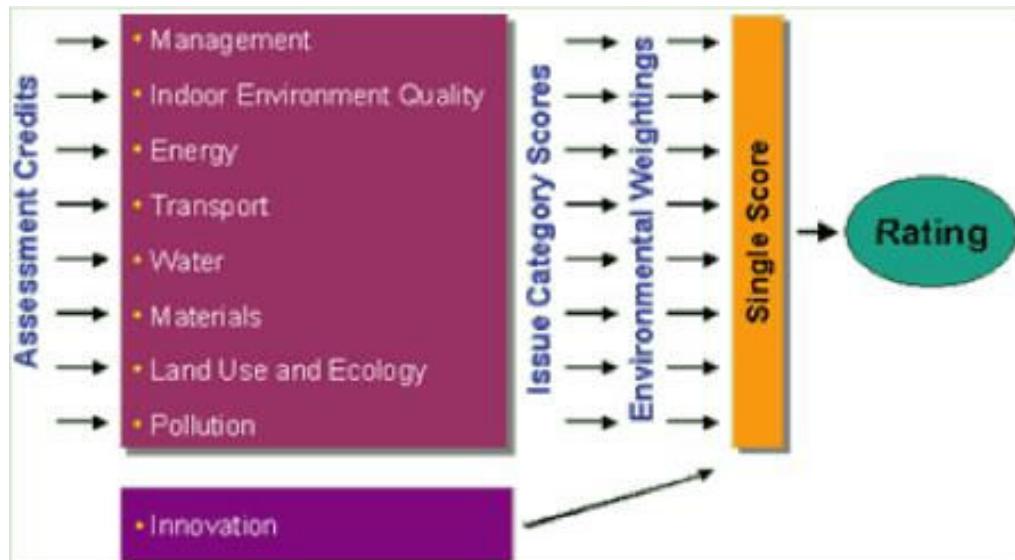 Assessment Credits
• Management
• Indoor Environment Quality
• Energy
• Transport
• Water
• Materials
• Land Use and Ecology
• Pollution
• Innovation
Issue Category Scores
Environmental Weightings
Single Score
Rating